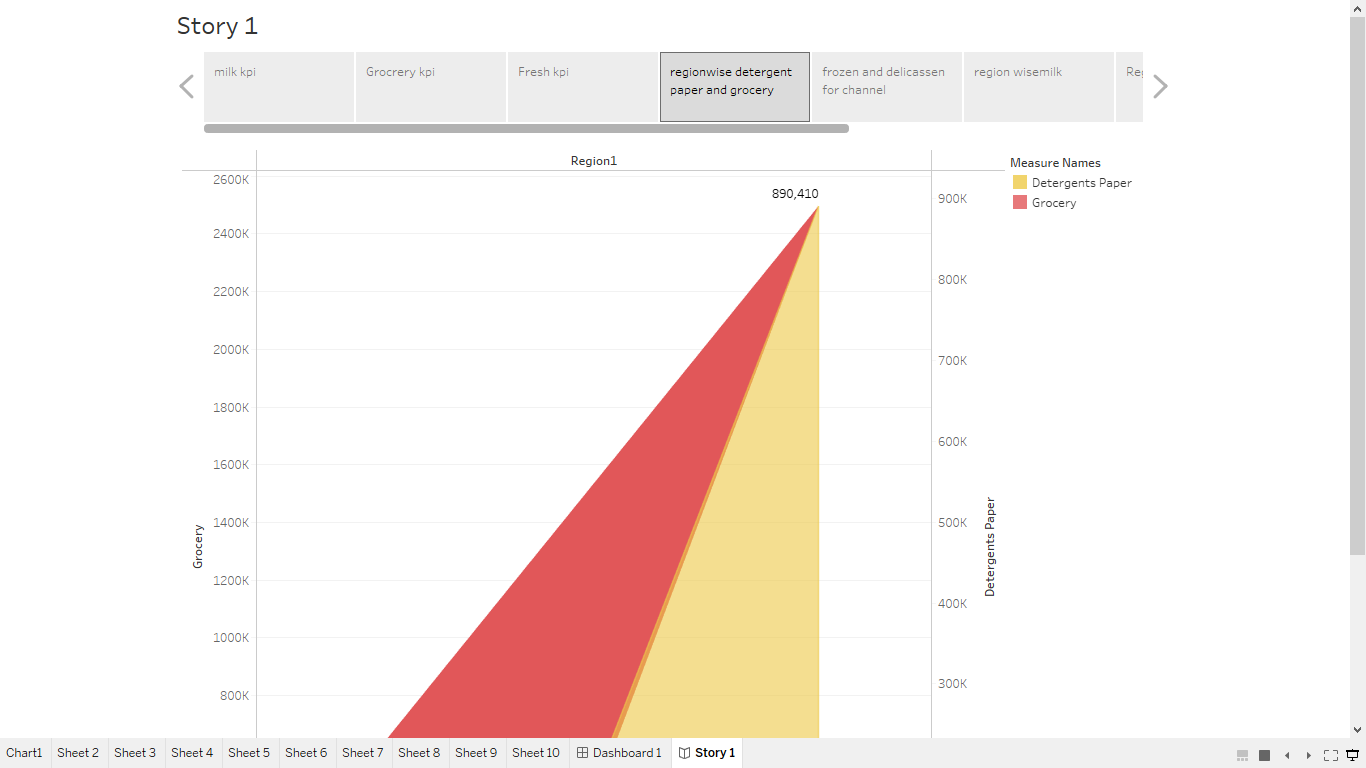 Story 1
milk kpi
Grocrery kpi
Fresh kpi
regionwise detergent
paper and grocery
frozen and delicassen
for channel
region wisemilk
Region1
Measure Names
Detergents Paper
Grocery
890,410
2600K
2400K
2200K
2000K
1800K
1600K
1400K
1200K
1000K
800K
Grocery
900K
800K
700K
600K
500K
400K
300K
Detergents Paper
Chart1
Sheet 2
Sheet 3
Sheet 4
Sheet 5
Sheet 6
Sheet 7
Sheet 8
Sheet 9
Sheet 10
Dashboard 1
Story 1